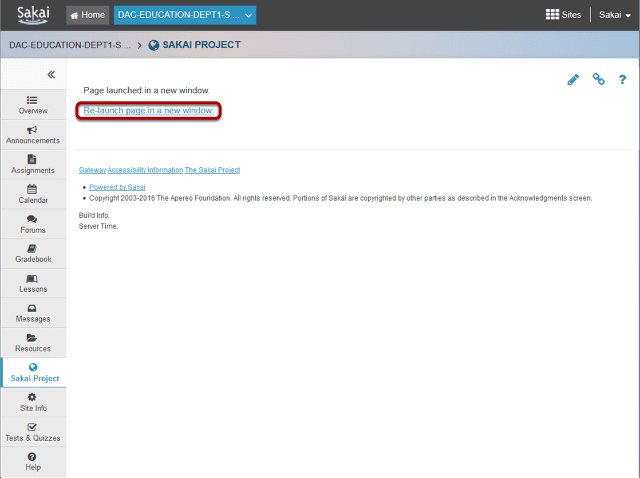 Sakai
Home
DAC-EDUCATION-DEPT1-S ...
Sites
Sakai
DAC-EDUCATION-DEPT1-S ...
SAKAI PROJECT
Overview
Announcements
Assignments
Calendar
Forums
Gradebook
Lessons
Messages
Resources
Sakai Project
Site Info
Tests & Quizzes
Help
Page launched in a new window.
Re-launch page in a new window.
Gateway Accessibility Information The Sakai Project
Powered by Sakai
Copyright 2003-2016 The Apereo Foundation. All rights reserved. Portions of Sakai are copyrighted by other parties as described in the Acknowledgments screen.
Build Info:
Server Time: